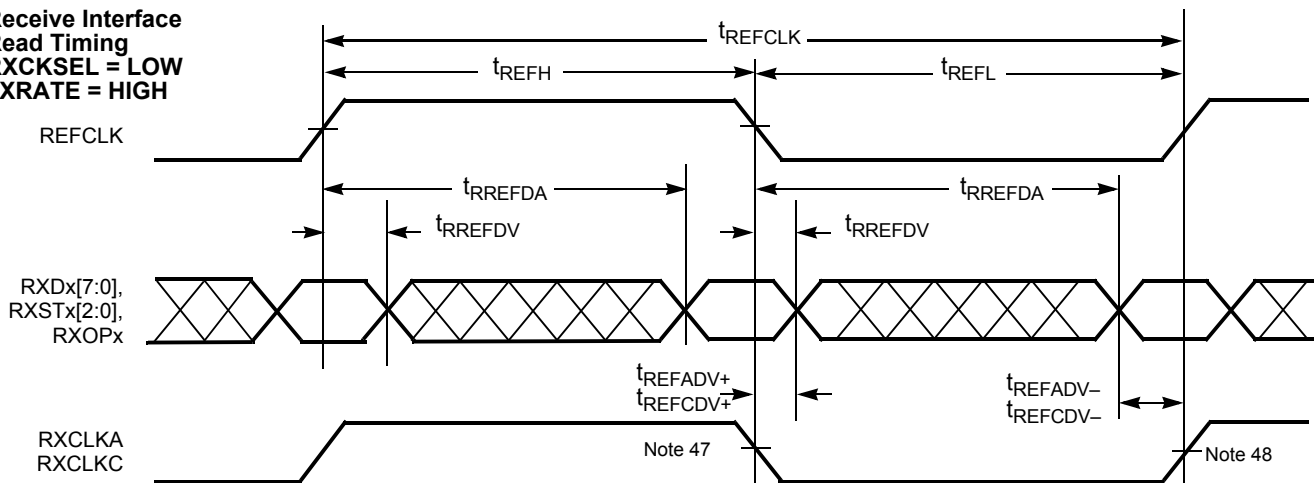 Receive Interface
Read Timing
RXCKSEL = LOW
XRATE = HIGH
tREFCLK
tREFH
tREFL
REFCLK
tRREFDA
tRREFDA
tRREFDV
tRREFDV
RXDx[7:0],
RXSTx[2:0],
RXOPx
tREFADV+
tREFCDV+
tREFADV–
tREFCDV–
RXCLKA
RXCLKC
Note 47
Note 48